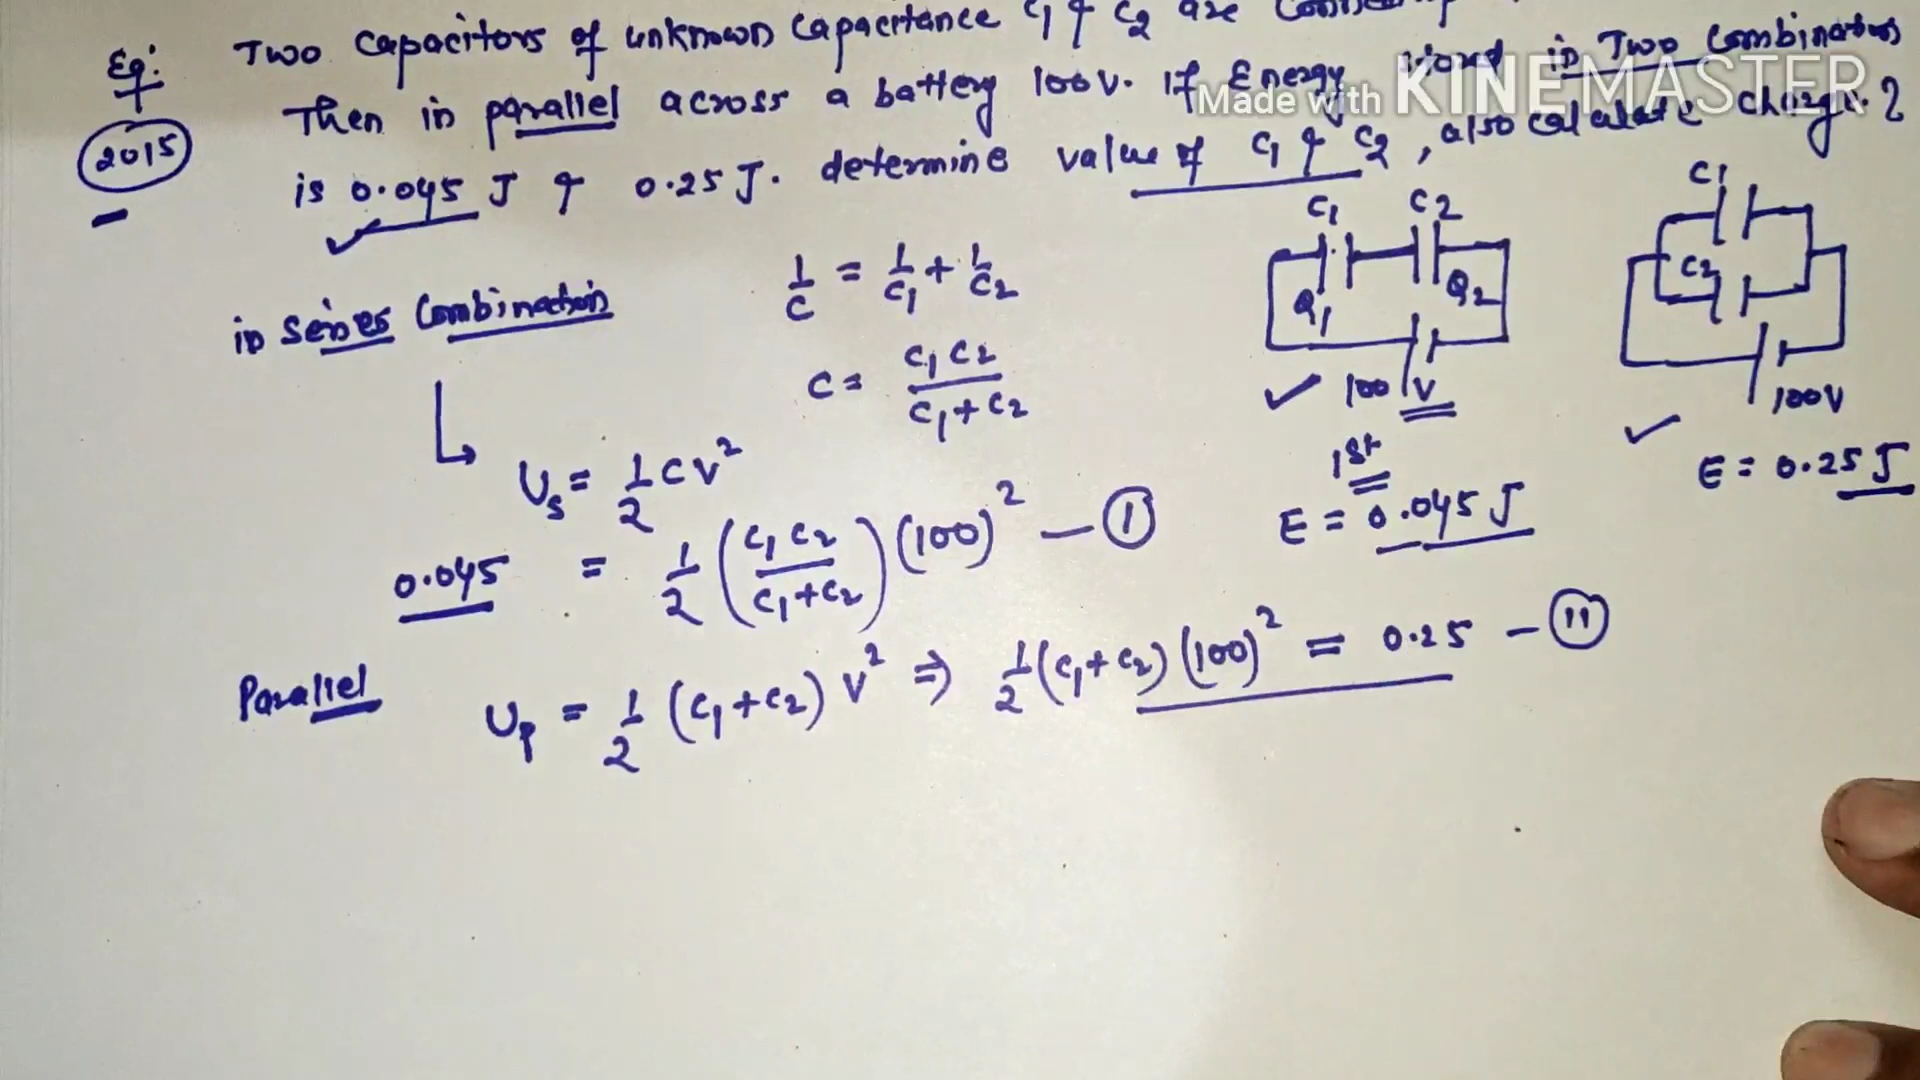 Eg: Two capacitors of unknown capacitance C₁ & C₂ are
2015 Then in parallel across a battery 100V. If Energy stored in Two Combinations
is 0.045 J & 0.25 J. determine value of C₁ & C₂, also calculate charge.?
Made with KINEMASTER
in series Combination
1/C = 1/C₁ + 1/C₂
C = C₁C₂/(C₁+C₂)
Uₛ = 1/2 CV²
0.045 = 1/2 (C₁C₂/(C₁+C₂)) (100)² — (I)
Parallel Uₚ = 1/2 (C₁+C₂) V² ⇒ 1/2 (C₁+C₂) (100)² = 0.25 — (II)
C₁ C₂
Q₁ Q₂
100 V
1st
E = 0.045 J
C₁
C₂
100V
E = 0.25 J